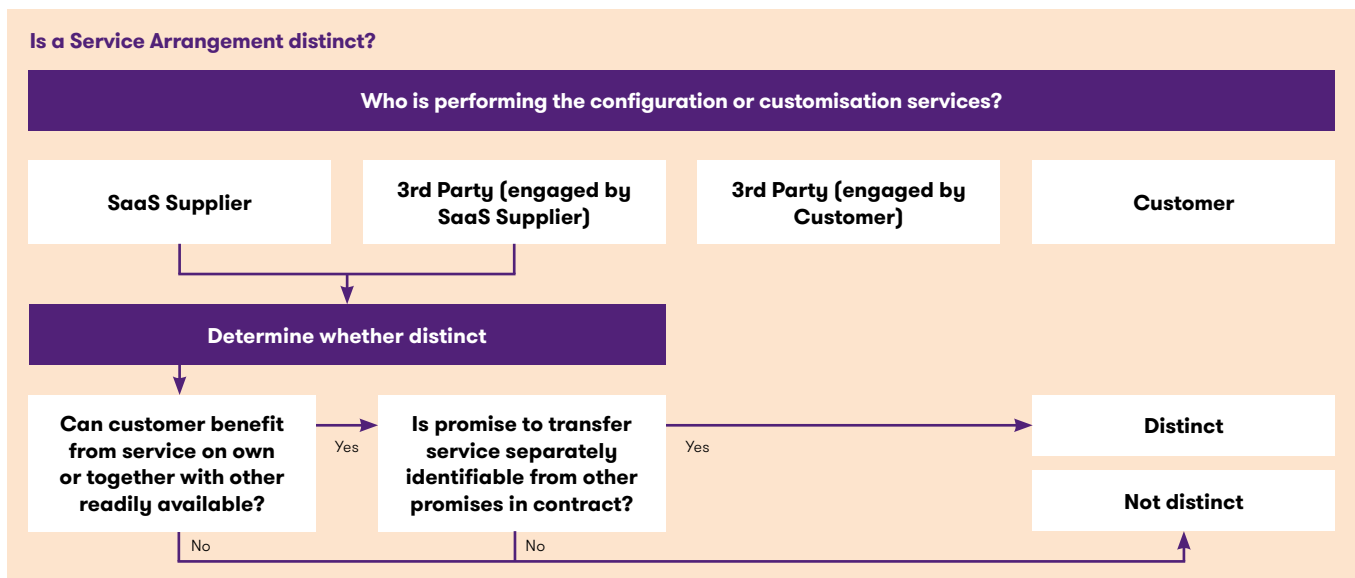 Is a Service Arrangement distinct?
Who is performing the configuration or customisation services?
SaaS Supplier
3rd Party (engaged by
SaaS Supplier)
3rd Party (engaged by
Customer)
Customer
Determine whether distinct
Can customer benefit
from service on own
or together with other
readily available?
Yes
Is promise to transfer
service separately
identifiable from other
promises in contract?
Yes
Distinct
Not distinct
No
No